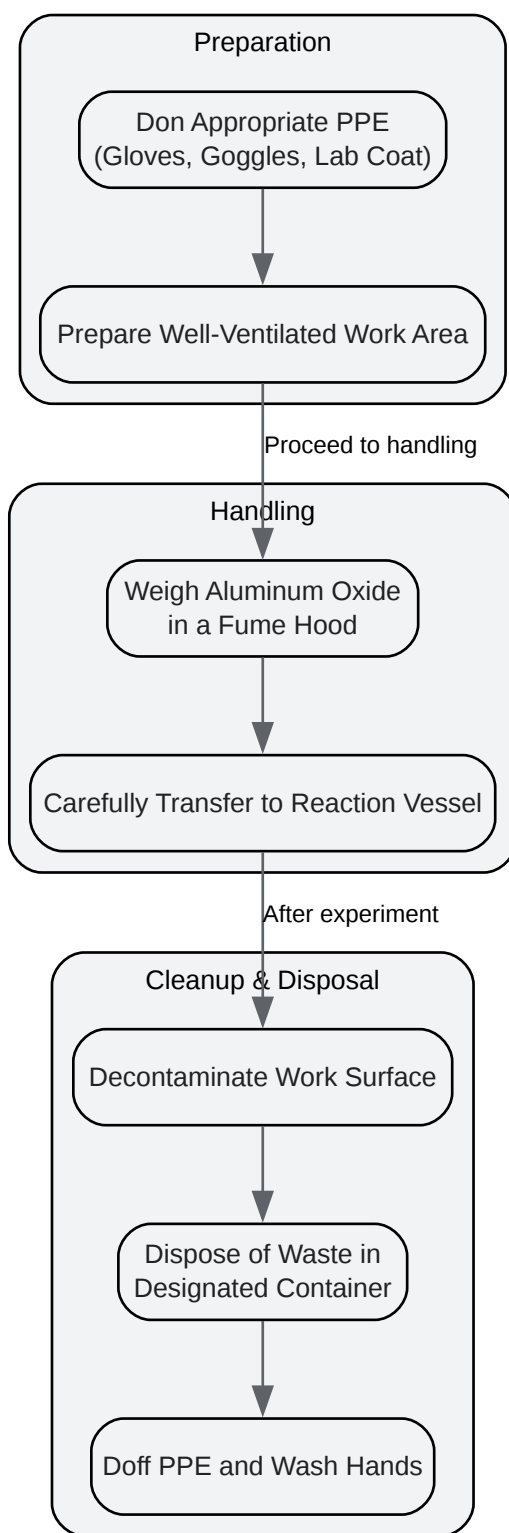 Preparation
Don Appropriate PPE
(Gloves, Goggles, Lab Coat)
Prepare Well-Ventilated Work Area
Proceed to handling
Handling
Weigh Aluminum Oxide
in a Fume Hood
Carefully Transfer to Reaction Vessel
After experiment
Cleanup & Disposal
Decontaminate Work Surface
Dispose of Waste in
Designated Container
Doff PPE and Wash Hands